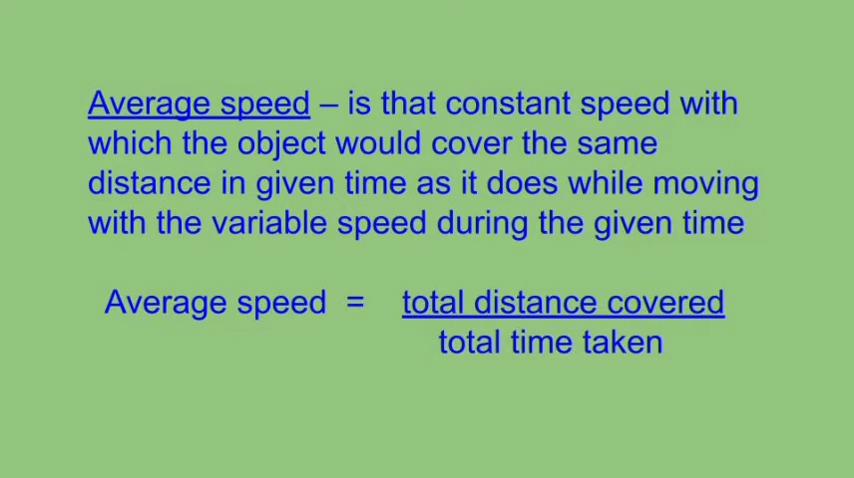 Average speed – is that constant speed with
which the object would cover the same
distance in given time as it does while moving
with the variable speed during the given time
Average speed = total distance covered
total time taken